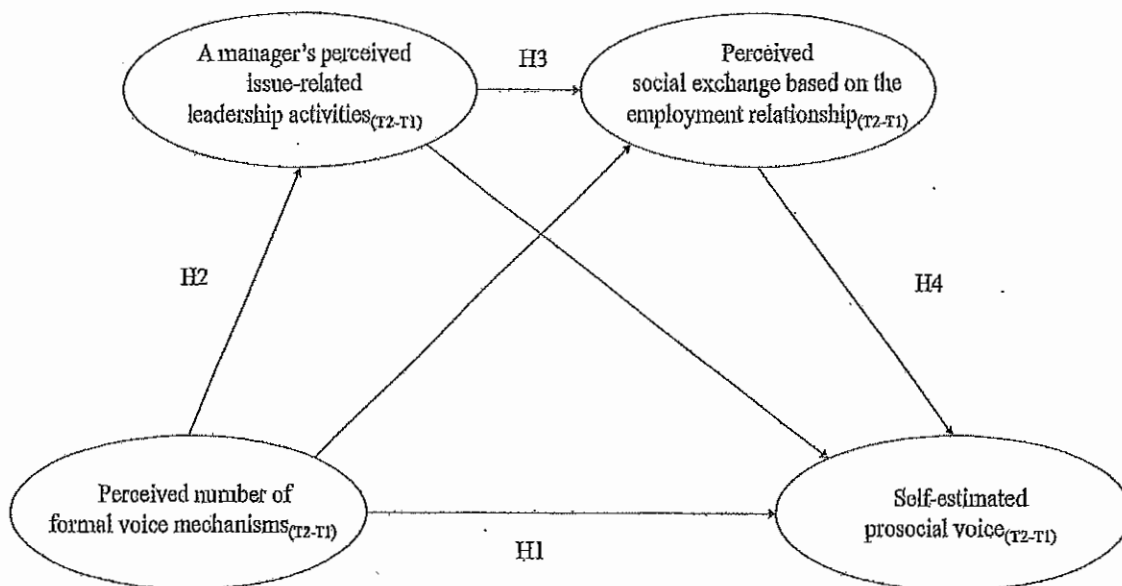 A manager's perceived
issue-related
leadership activities(T2-T1)
H3
Perceived
social exchange based on the
employment relationship(T2-T1)
H2
H4
Perceived number of
formal voice mechanisms(T2-T1)
H1
Self-estimated
prosocial voice(T2-T1)